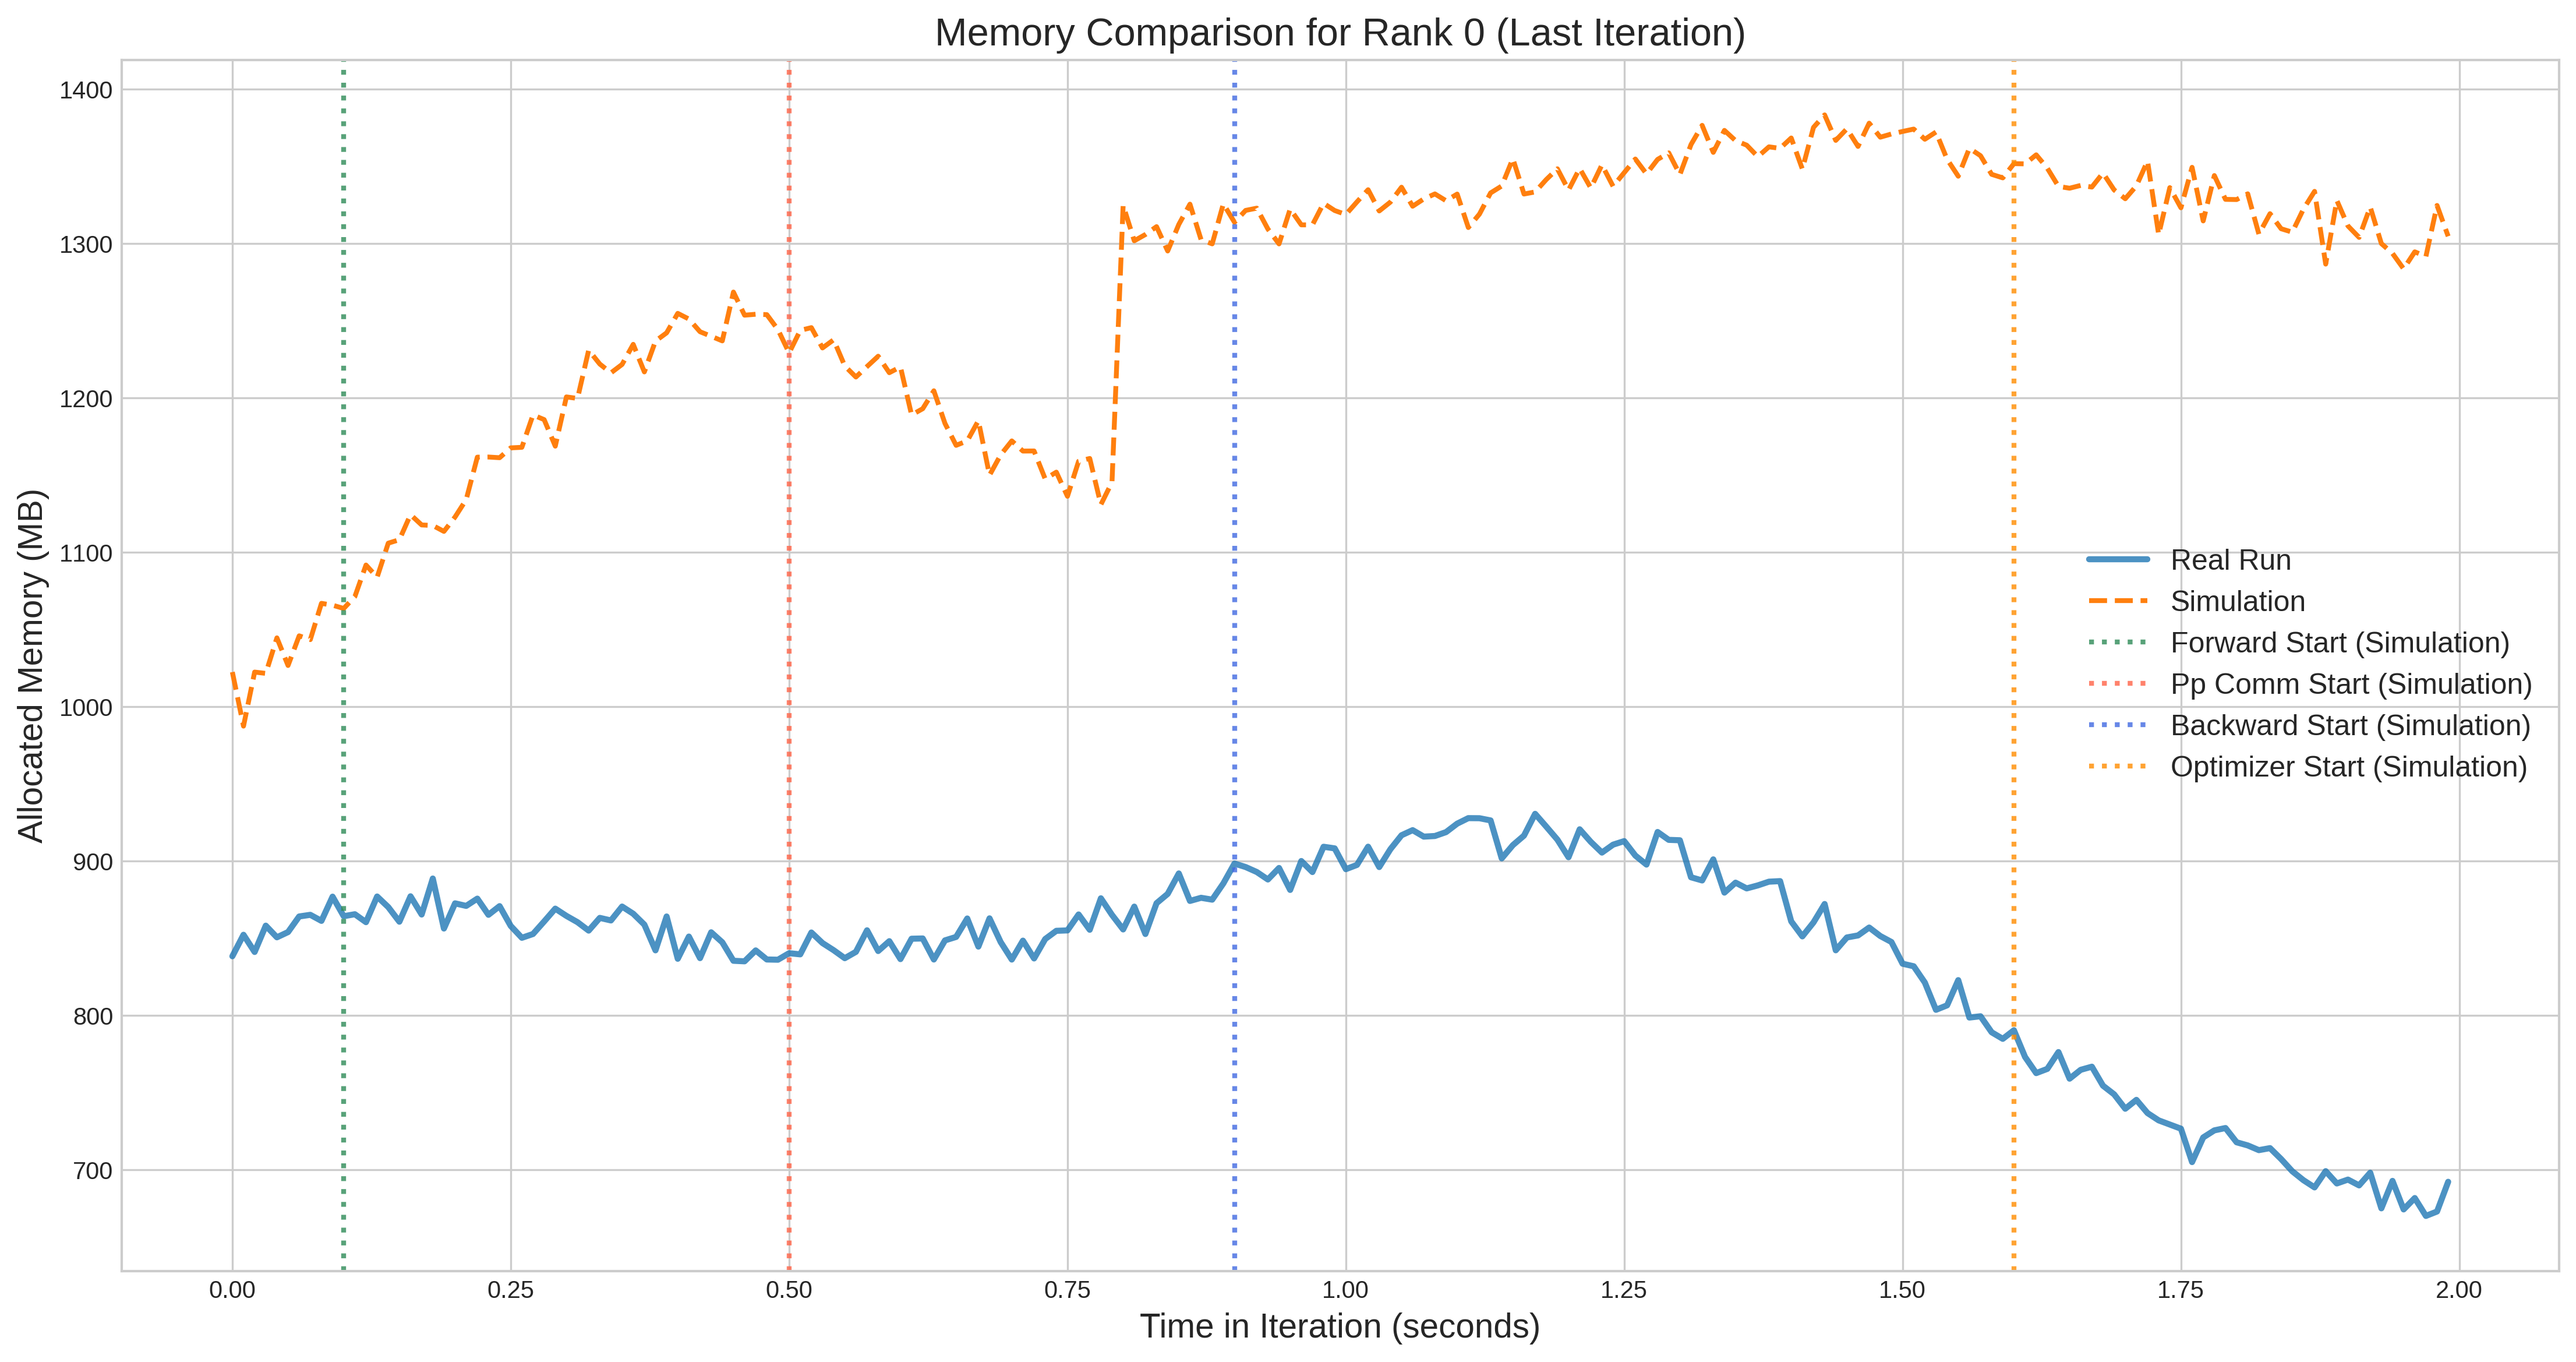 Memory Comparison for Rank 0 (Last Iteration)
Allocated Memory (MB)
1400
1300
1200
1100
1000
900
800
700
Real Run
Simulation
Forward Start (Simulation)
Pp Comm Start (Simulation)
Backward Start (Simulation)
Optimizer Start (Simulation)
0.00 0.25 0.50 0.75 1.00 1.25 1.50 1.75 2.00
Time in Iteration (seconds)